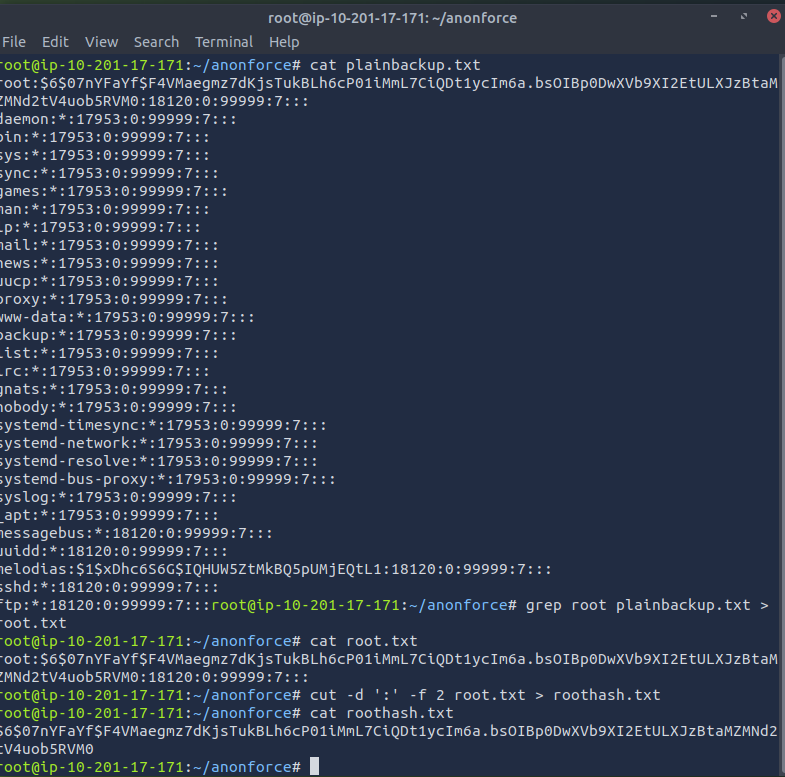 root@ip-10-201-17-171: ~/anonforce
File Edit View Search Terminal Help
root@ip-10-201-17-171:~/anonforce# cat plainbackup.txt
root:$6$07nYFaYf$F4VMaegmz7dKjsTukBLh6cP01iMmL7CiQDt1ycIm6a.bsOIBp0DwXVb9XI2EtULXJzBtaM
ZMNd2tV4uob5RVM0:18120:0:99999:7:::
daemon:*:17953:0:99999:7:::
bin:*:17953:0:99999:7:::
sys:*:17953:0:99999:7:::
sync:*:17953:0:99999:7:::
games:*:17953:0:99999:7:::
man:*:17953:0:99999:7:::
lp:*:17953:0:99999:7:::
mail:*:17953:0:99999:7:::
news:*:17953:0:99999:7:::
uucp:*:17953:0:99999:7:::
proxy:*:17953:0:99999:7:::
www-data:*:17953:0:99999:7:::
backup:*:17953:0:99999:7:::
list:*:17953:0:99999:7:::
irc:*:17953:0:99999:7:::
gnats:*:17953:0:99999:7:::
nobody:*:17953:0:99999:7:::
systemd-timesync:*:17953:0:99999:7:::
systemd-network:*:17953:0:99999:7:::
systemd-resolve:*:17953:0:99999:7:::
systemd-bus-proxy:*:17953:0:99999:7:::
syslog:*:17953:0:99999:7:::
_apt:*:17953:0:99999:7:::
messagebus:*:18120:0:99999:7:::
uuidd:*:18120:0:99999:7:::
melodias:$1$xDhc6S6G$IQHUW5ZtMkBQ5pUMjEQtL1:18120:0:99999:7:::
sshd:*:18120:0:99999:7:::
ftp:*:18120:0:99999:7:::root@ip-10-201-17-171:~/anonforce# grep root plainbackup.txt >
root.txt
root@ip-10-201-17-171:~/anonforce# cat root.txt
root:$6$07nYFaYf$F4VMaegmz7dKjsTukBLh6cP01iMmL7CiQDt1ycIm6a.bsOIBp0DwXVb9XI2EtULXJzBtaM
ZMNd2tV4uob5RVM0:18120:0:99999:7:::
root@ip-10-201-17-171:~/anonforce# cut -d ':' -f 2 root.txt > roothash.txt
root@ip-10-201-17-171:~/anonforce# cat roothash.txt
$6$07nYFaYf$F4VMaegmz7dKjsTukBLh6cP01iMmL7CiQDt1ycIm6a.bsOIBp0DwXVb9XI2EtULXJzBtaMZMNd2
tV4uob5RVM0
root@ip-10-201-17-171:~/anonforce#